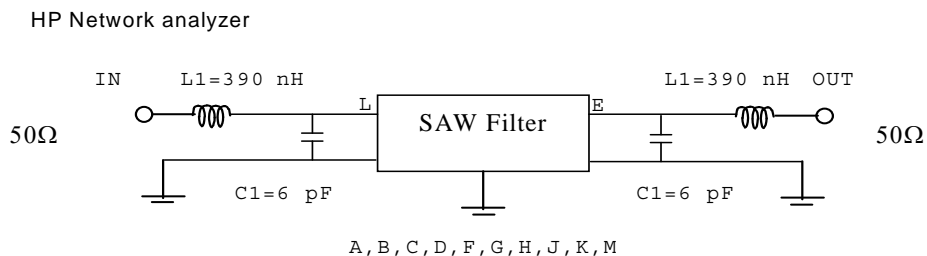 HP Network analyzer
IN L1=390 nH L1=390 nH OUT
L E
50Ω SAW Filter 50Ω
C1=6 pF C1=6 pF
A,B,C,D,F,G,H,J,K,M